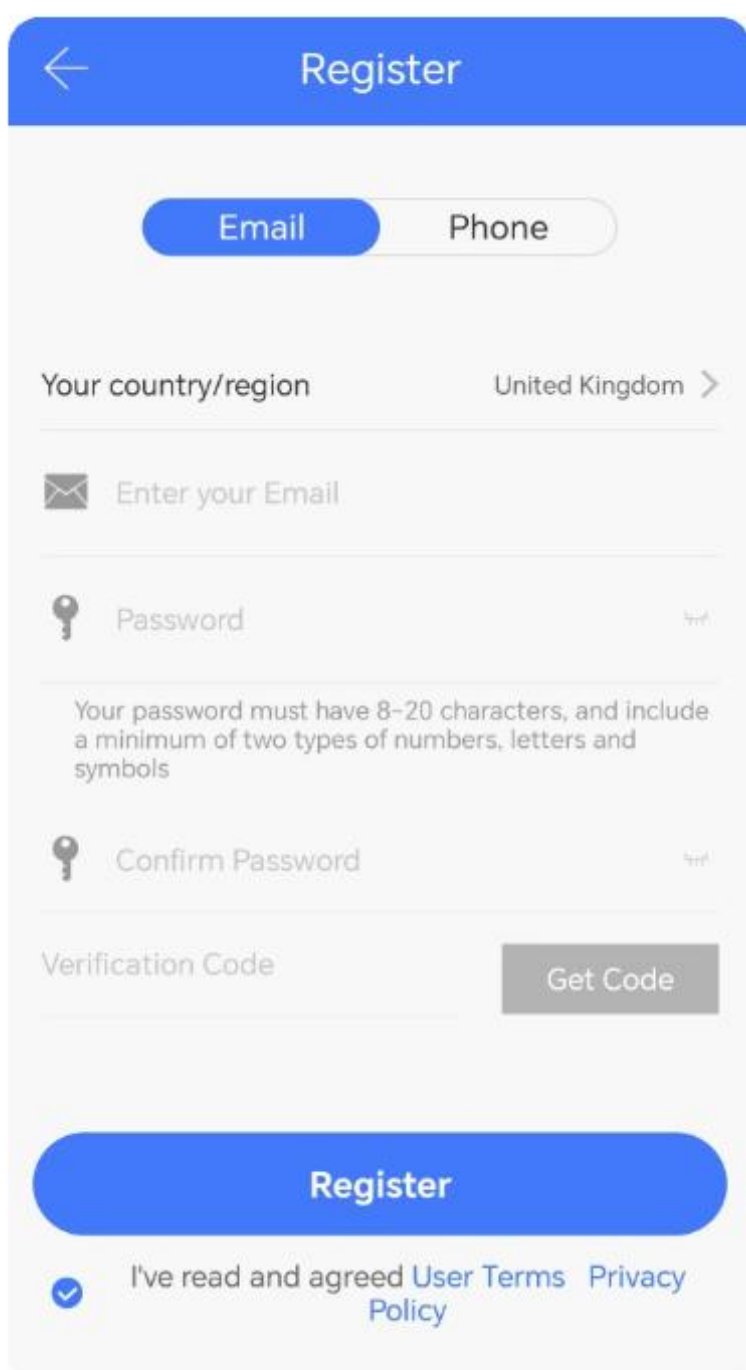 Register
Email
Phone
Your country/region
United Kingdom
Enter your Email
Password
Your password must have 8-20 characters, and include
a minimum of two types of numbers, letters and
symbols
Confirm Password
Verification Code
Get Code
Register
I've read and agreed User Terms Privacy
Policy